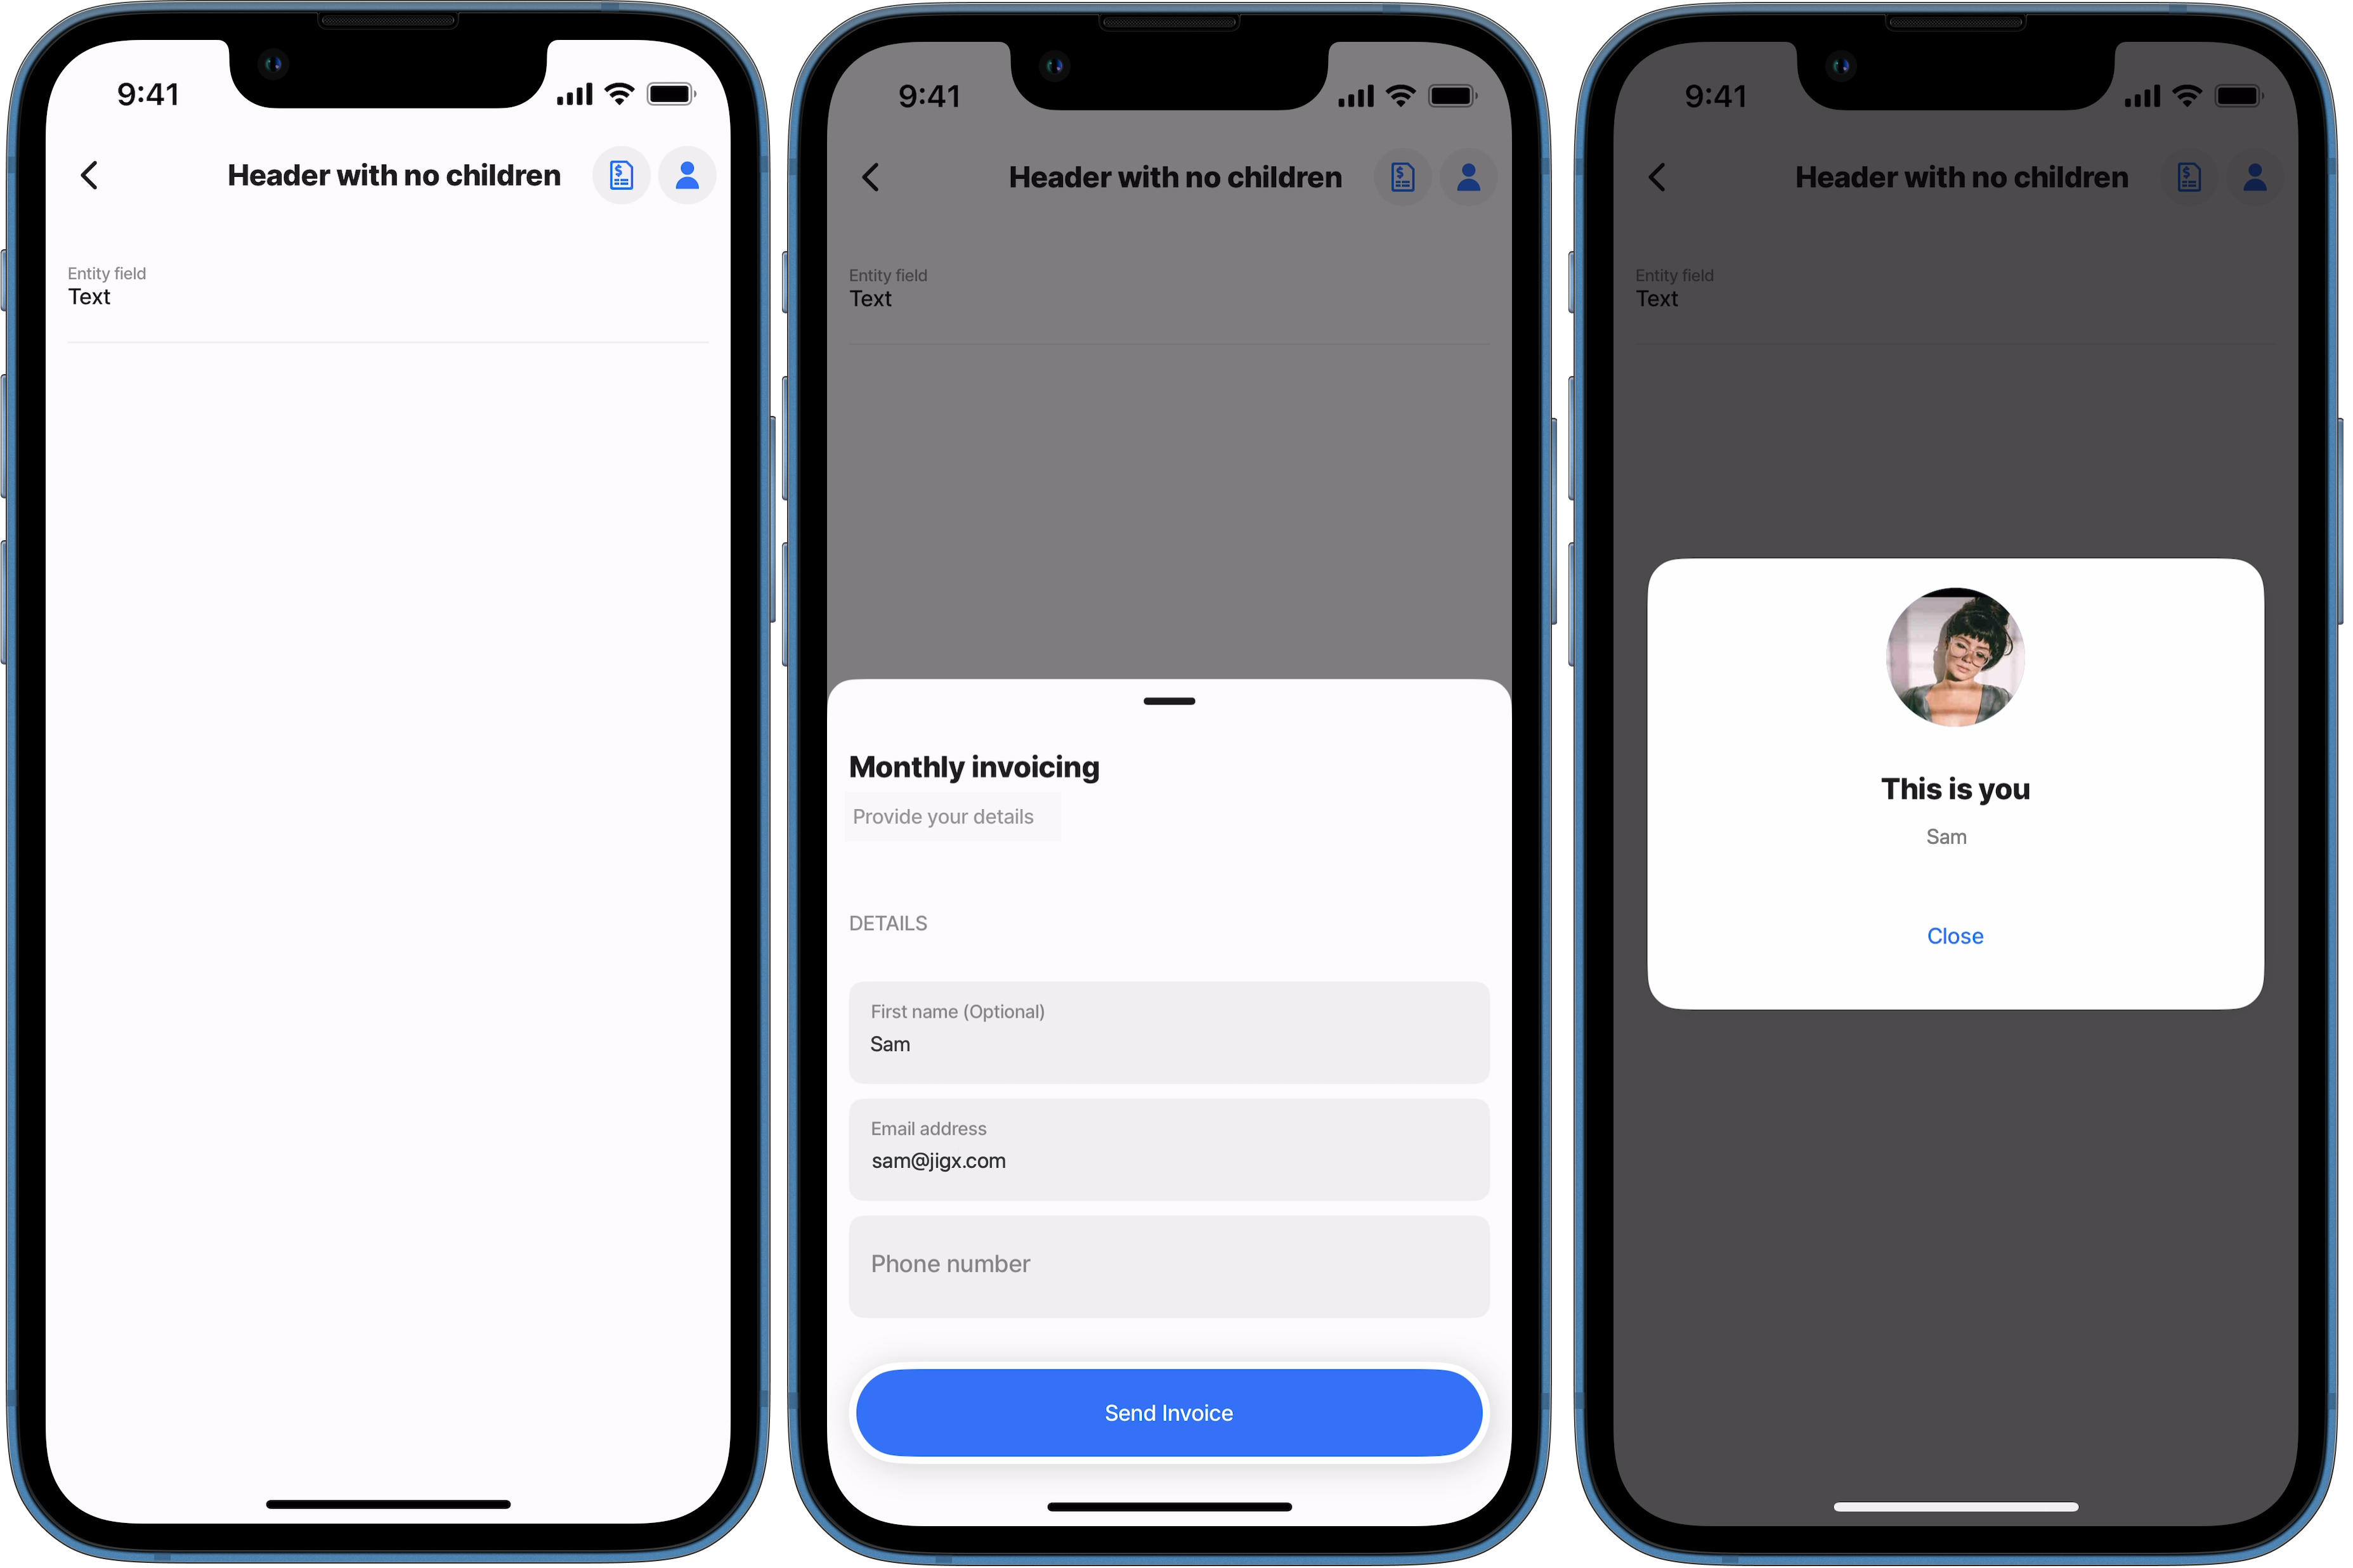 9:41
Header with no children
Entity field
Text
9:41
Header with no children
Entity field
Text
Monthly invoicing
Provide your details
DETAILS
First name (Optional)
Sam
Email address
sam@jigx.com
Phone number
Send Invoice
9:41
Header with no children
Entity field
Text
This is you
Sam
Close